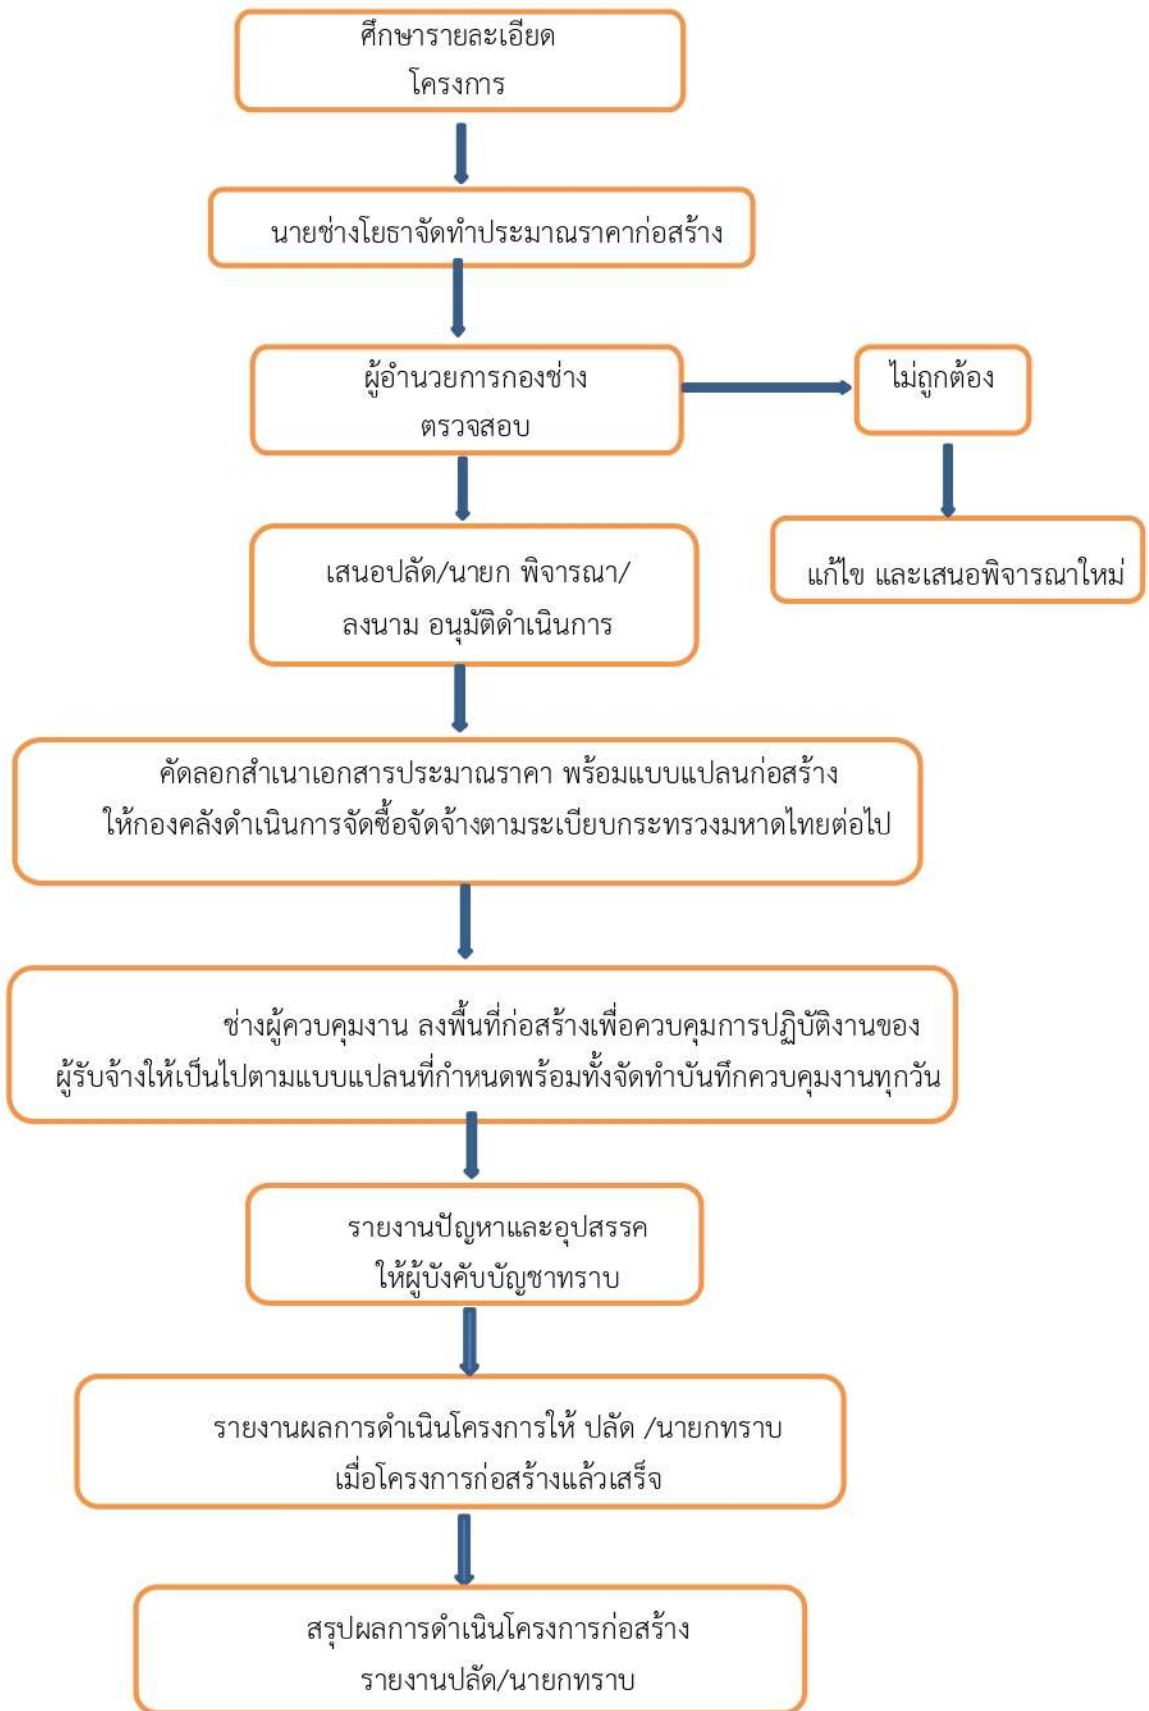 ศึกษารายละเอียด
โครงการ
นายช่างโยธาจัดทำประมาณราคาก่อสร้าง
ผู้อำนวยการกองช่าง
ตรวจสอบ
ไม่ถูกต้อง
แก้ไข และเสนอพิจารณาใหม่
เสนอปลัด/นายก พิจารณา/
ลงนาม อนุมัติดำเนินการ
คัดลอกสำเนาเอกสารประมาณราคา พร้อมแบบแปลนก่อสร้าง
ให้กองคลังดำเนินการจัดซื้อจัดจ้างตามระเบียบกระทรวงมหาดไทยต่อไป
ช่างผู้ควบคุมงาน ลงพื้นที่ก่อสร้างเพื่อควบคุมการปฏิบัติงานของ
ผู้รับจ้างให้เป็นไปตามแบบแปลนที่กำหนดพร้อมทั้งจัดทำบันทึกควบคุมงานทุกวัน
รายงานปัญหาและอุปสรรค
ให้ผู้บังคับบัญชาทราบ
รายงานผลการดำเนินโครงการให้ ปลัด /นายกทราบ
เมื่อโครงการก่อสร้างแล้วเสร็จ
สรุปผลการดำเนินโครงการก่อสร้าง
รายงานปลัด/นายกทราบ